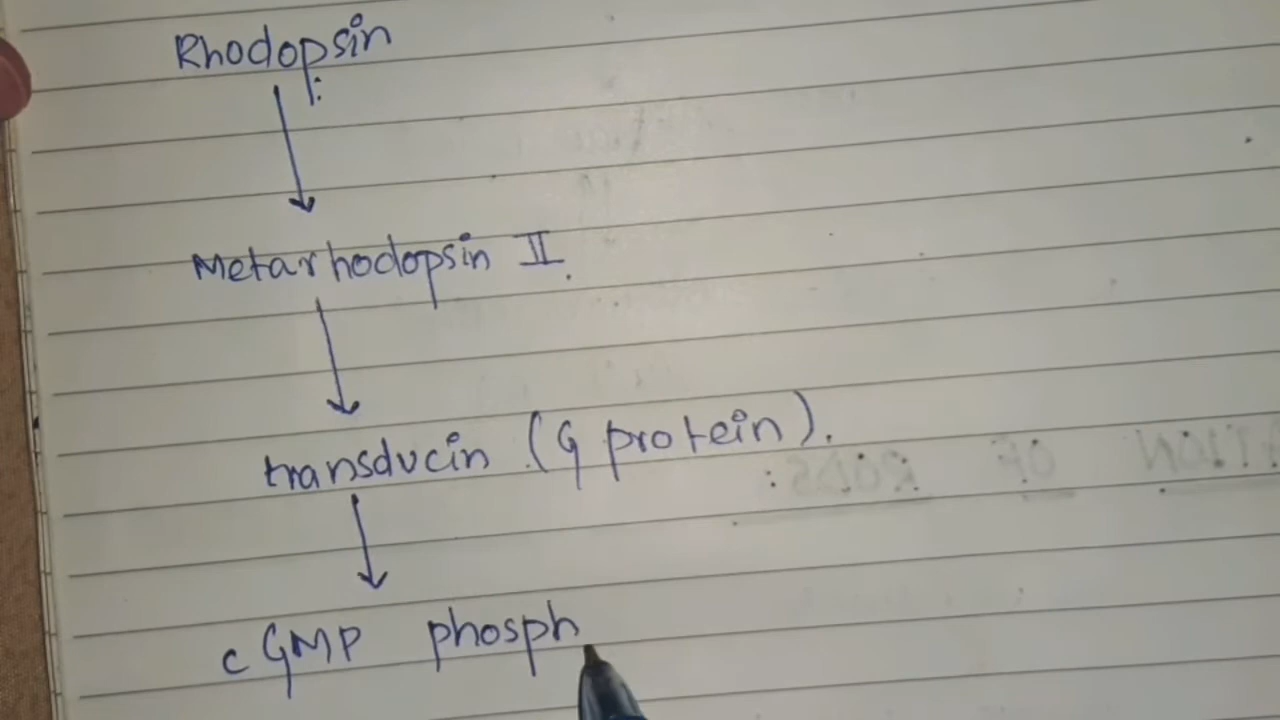 Rhodopsin
Metarhodopsin II.
transducin (G protein).
cGMP phosph